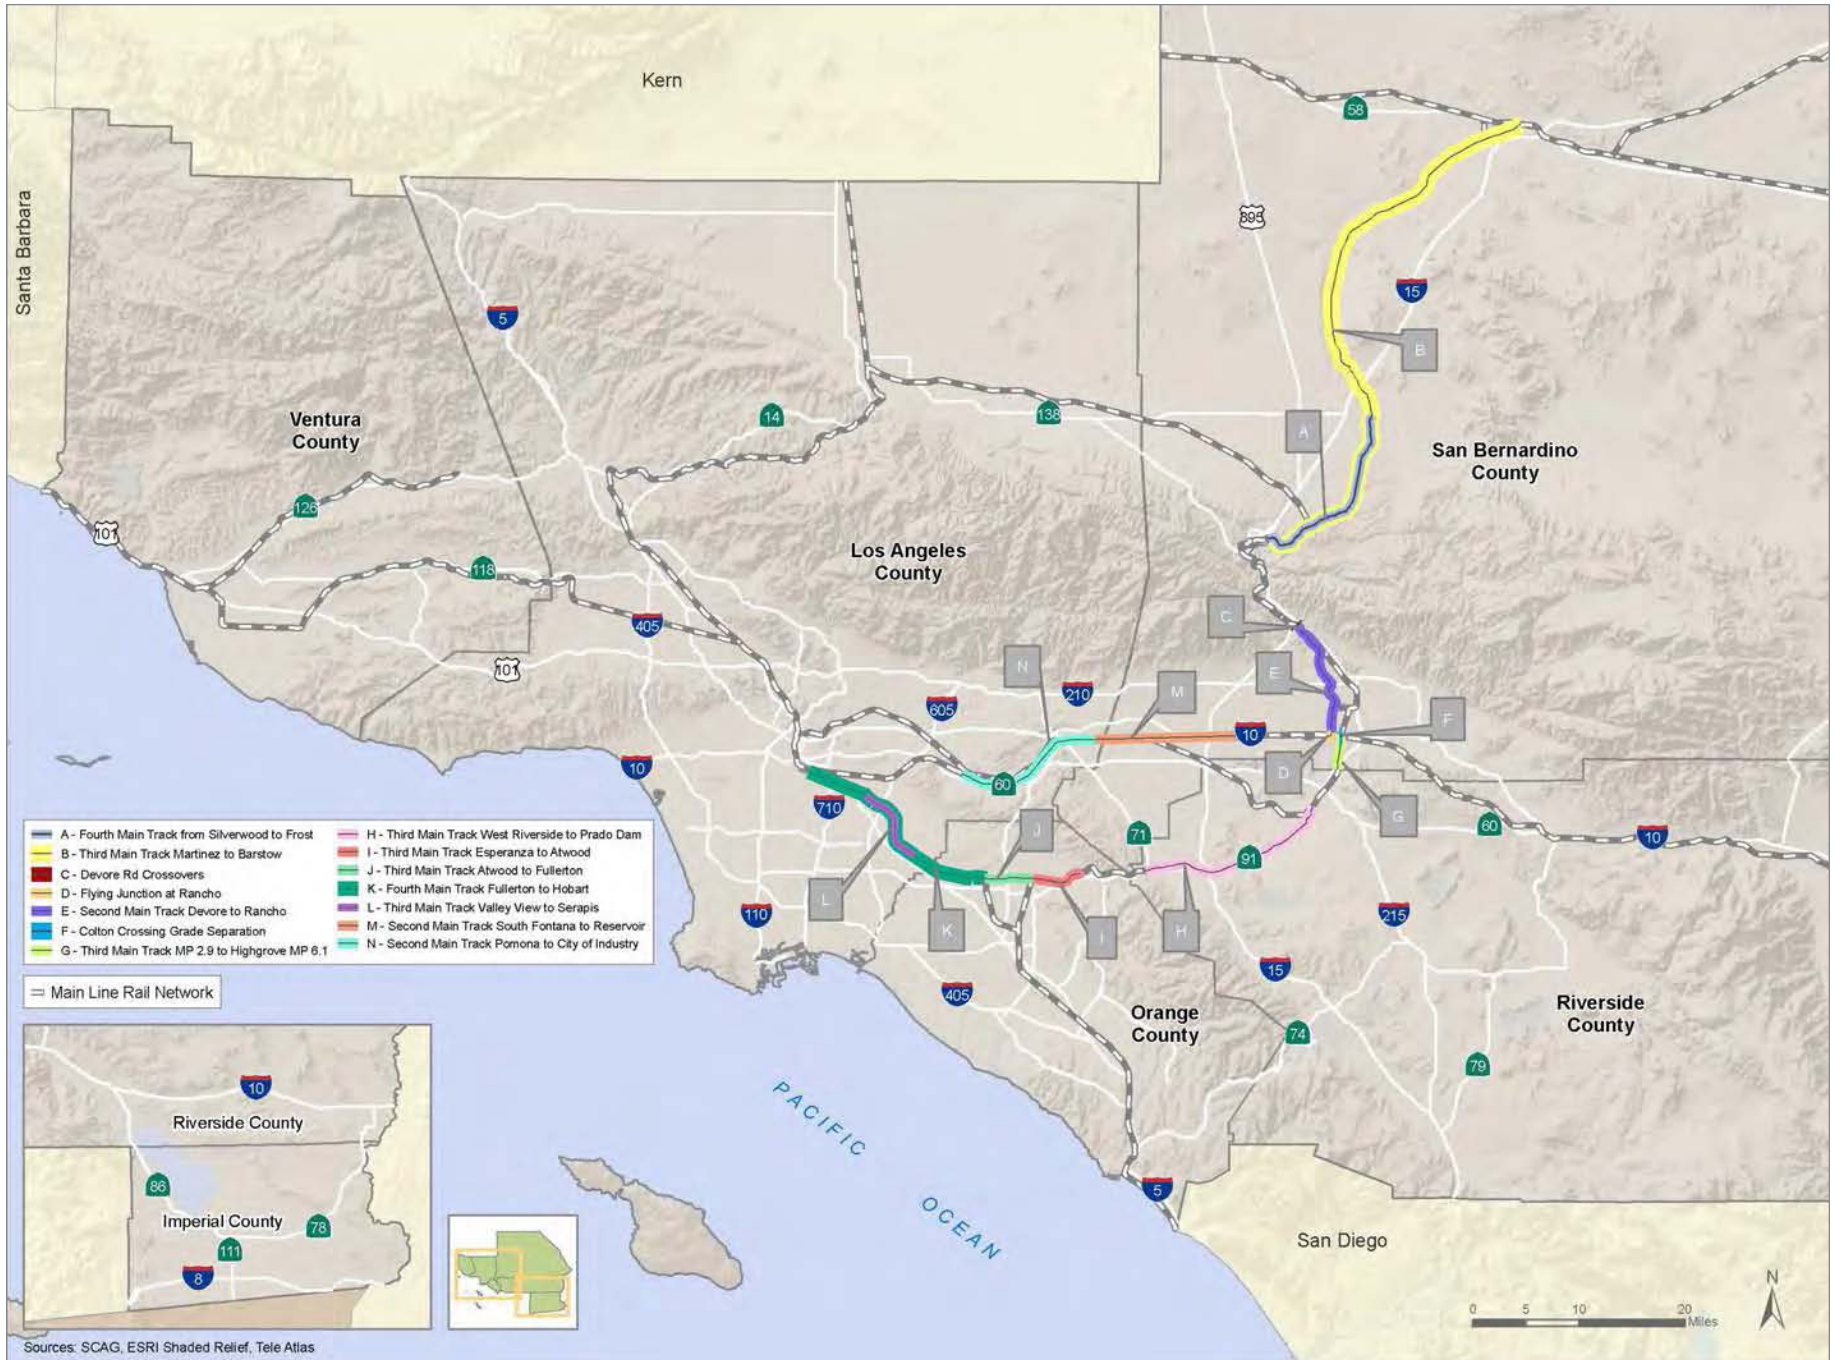 Kern
58
Santa Barbara
395
5
15
B
Ventura
County
14
138
A
San Bernardino
County
126
101
118
Los Angeles
County
405
C
101
N
210
M
E
605
10
F
10
60
D
710
G
J
71
60
10
91
L
110
K
I
H
215
405
15
Orange
County
Riverside
County
74
79
A - Fourth Main Track from Silverwood to Frost
B - Third Main Track Martinez to Barstow
C - Devore Rd Crossovers
D - Flying Junction at Rancho
E - Second Main Track Devore to Rancho
F - Colton Crossing Grade Separation
G - Third Main Track MP 2.9 to Highgrove MP 6.1
H - Third Main Track West Riverside to Prado Dam
I - Third Main Track Esperanza to Atwood
J - Third Main Track Atwood to Fullerton
K - Fourth Main Track Fullerton to Hobart
L - Third Main Track Valley View to Serapis
M - Second Main Track South Fontana to Reservoir
N - Second Main Track Pomona to City of Industry
Main Line Rail Network
10
Riverside County
86
Imperial County
78
111
8
PACIFIC
OCEAN
5
San Diego
N
0 5 10 20
Miles
Sources: SCAG, ESRI Shaded Relief, Tele Atlas